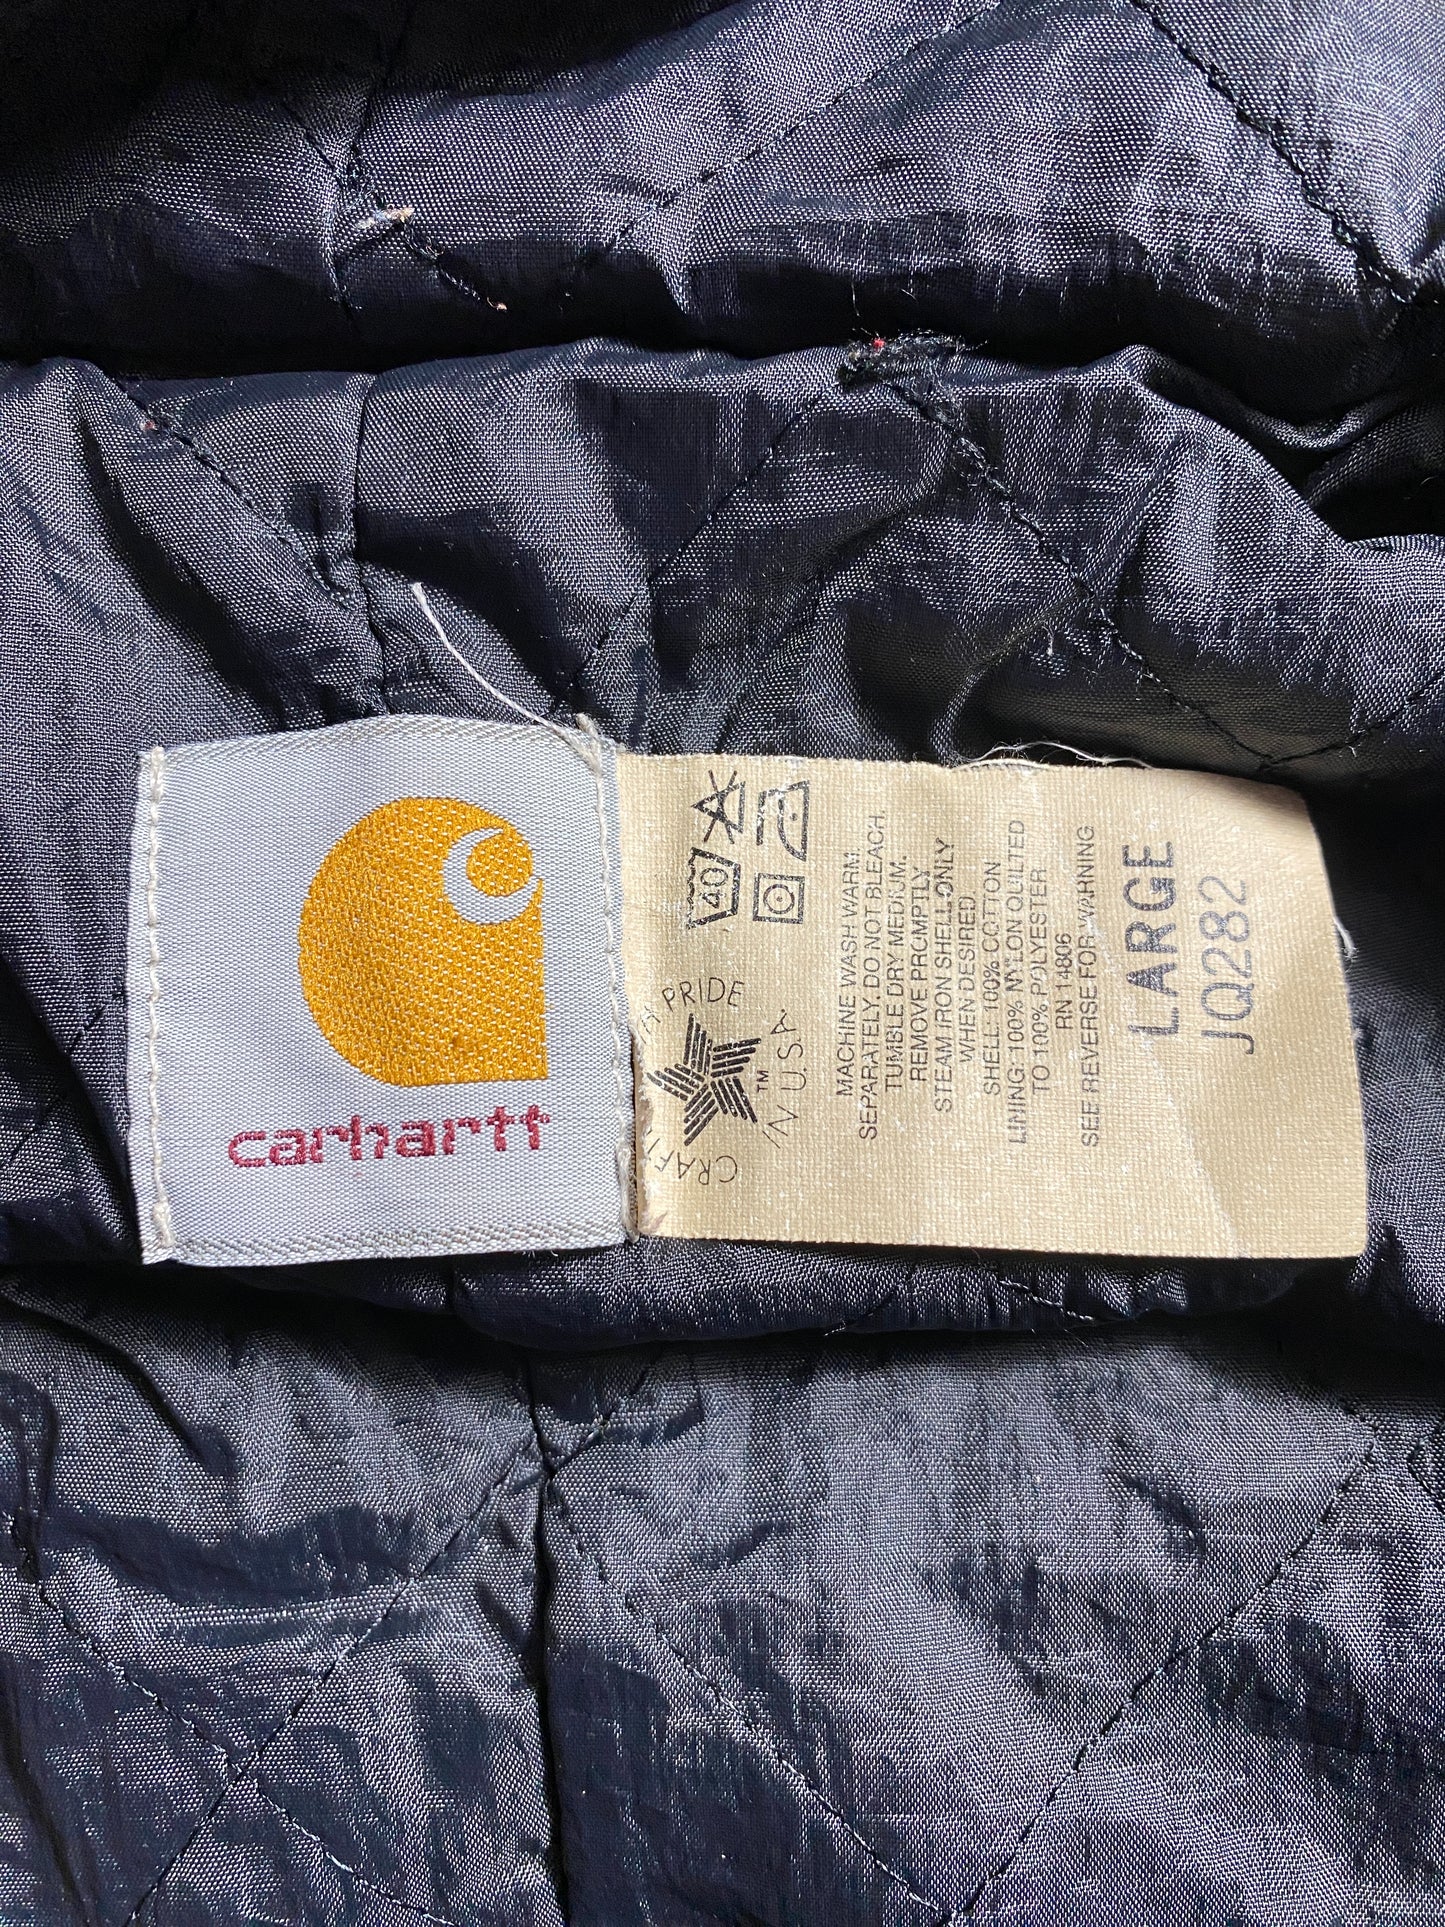 carhartt
40
CRAFTED WITH PRIDE
IN U.S.A.
TM
MACHINE WASH WARM,
SEPARATELY. DO NOT BLEACH.
TUMBLE DRY MEDIUM.
REMOVE PROMPTLY
STEAM IRON SHELL ONLY
WHEN DESIRED.
SHELL: 100% COTTON
LINING: 100% NYLON QUILTED
TO 100% POLYESTER
RN 14806
SEE REVERSE FOR WARNING
LARGE
JQ282